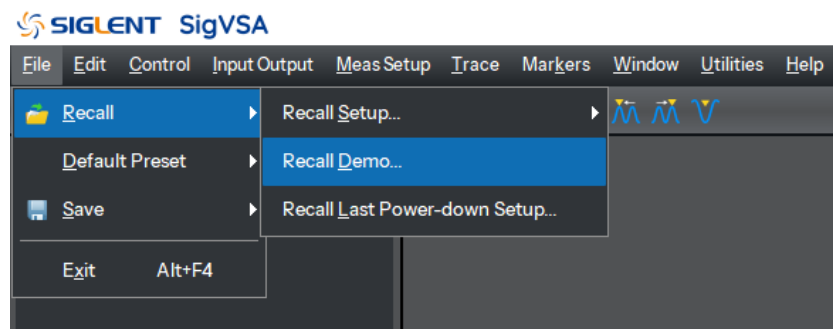 SIGLENT SigVSA
File Edit Control Input Output Meas Setup Trace Markers Window Utilities Help
Recall
Recall Setup...
Default Preset
Recall Demo...
Save
Recall Last Power-down Setup...
Exit Alt+F4